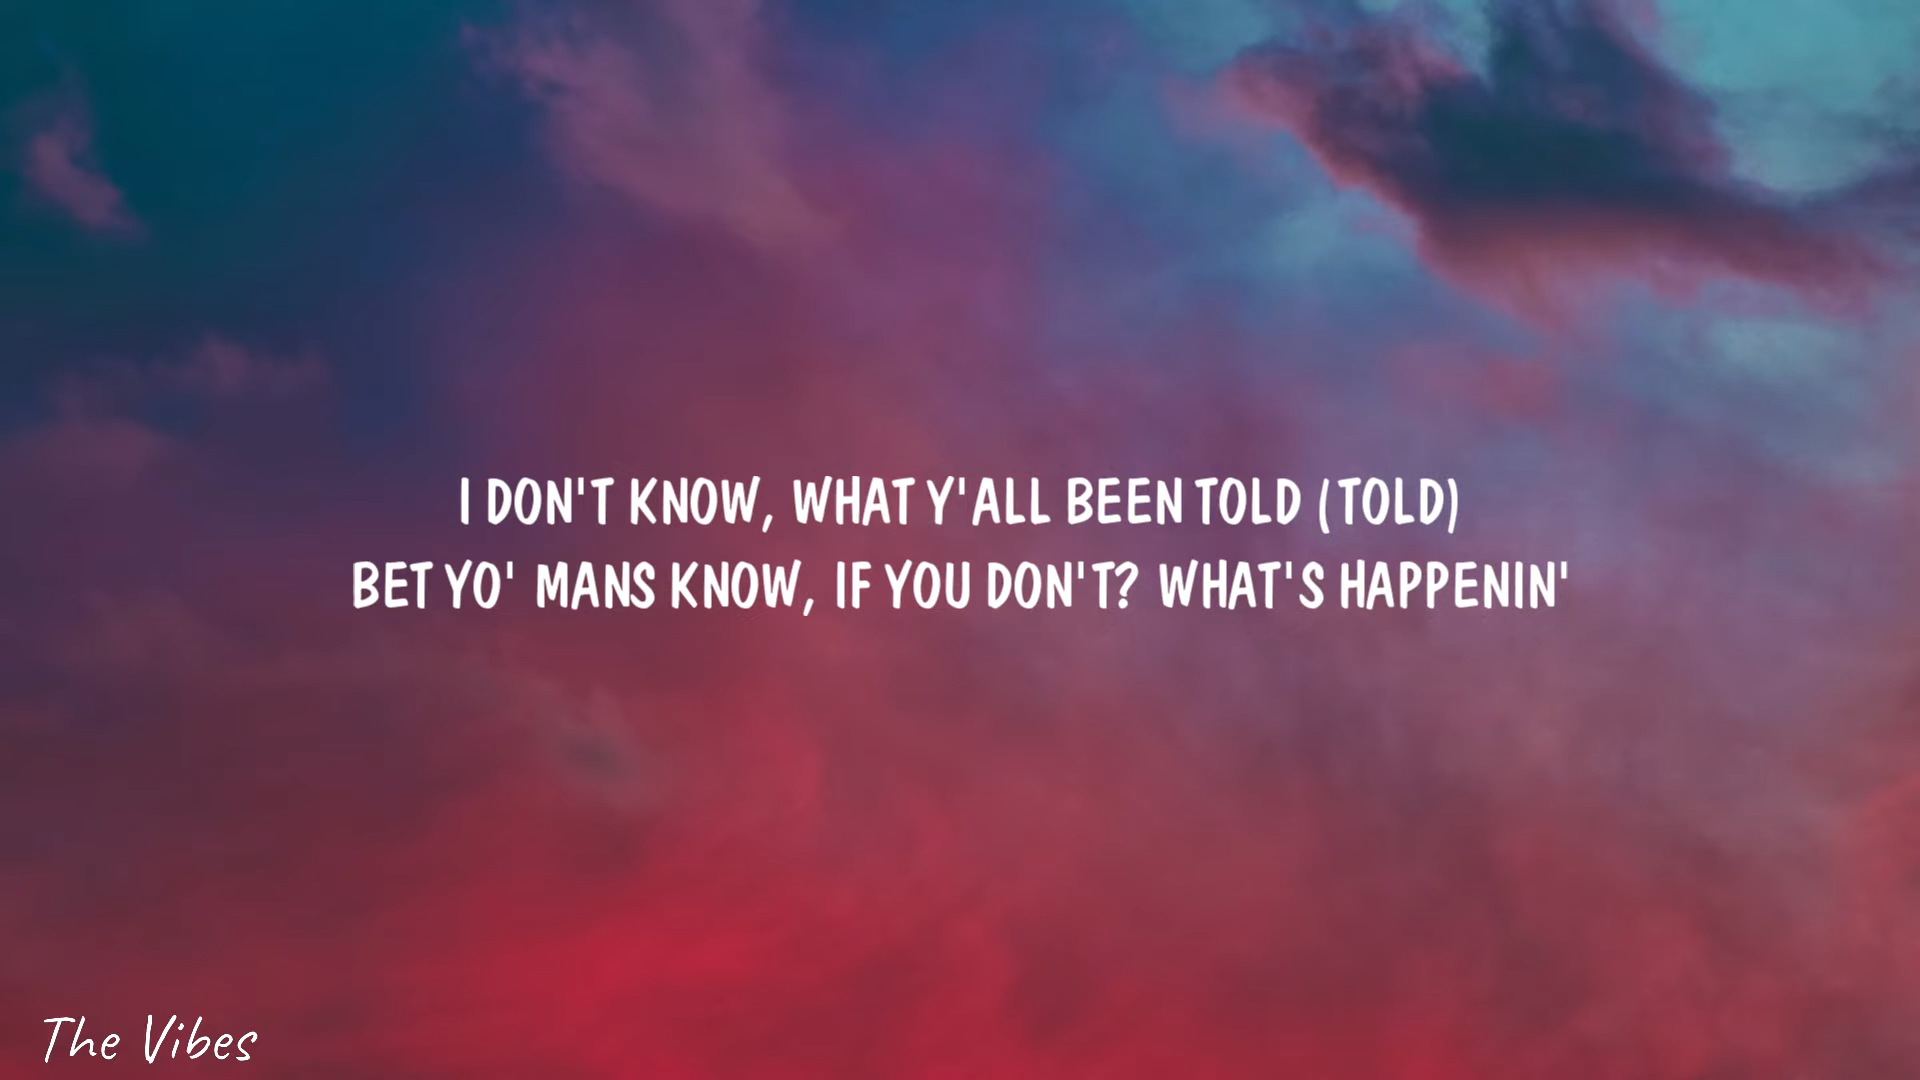 I DON'T KNOW, WHAT Y'ALL BEEN TOLD (TOLD)
BET YO' MANS KNOW, IF YOU DON'T? WHAT'S HAPPENIN'
The Vibes